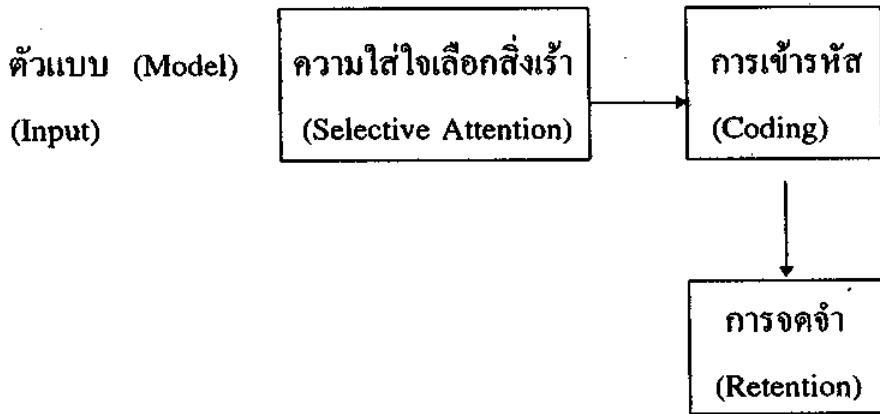 ตัวแบบ (Model)
(Input)
ความใส่ใจเลือกสิ่งเร้า
(Selective Attention)
การเข้ารหัส
(Coding)
การจดจำ
(Retention)